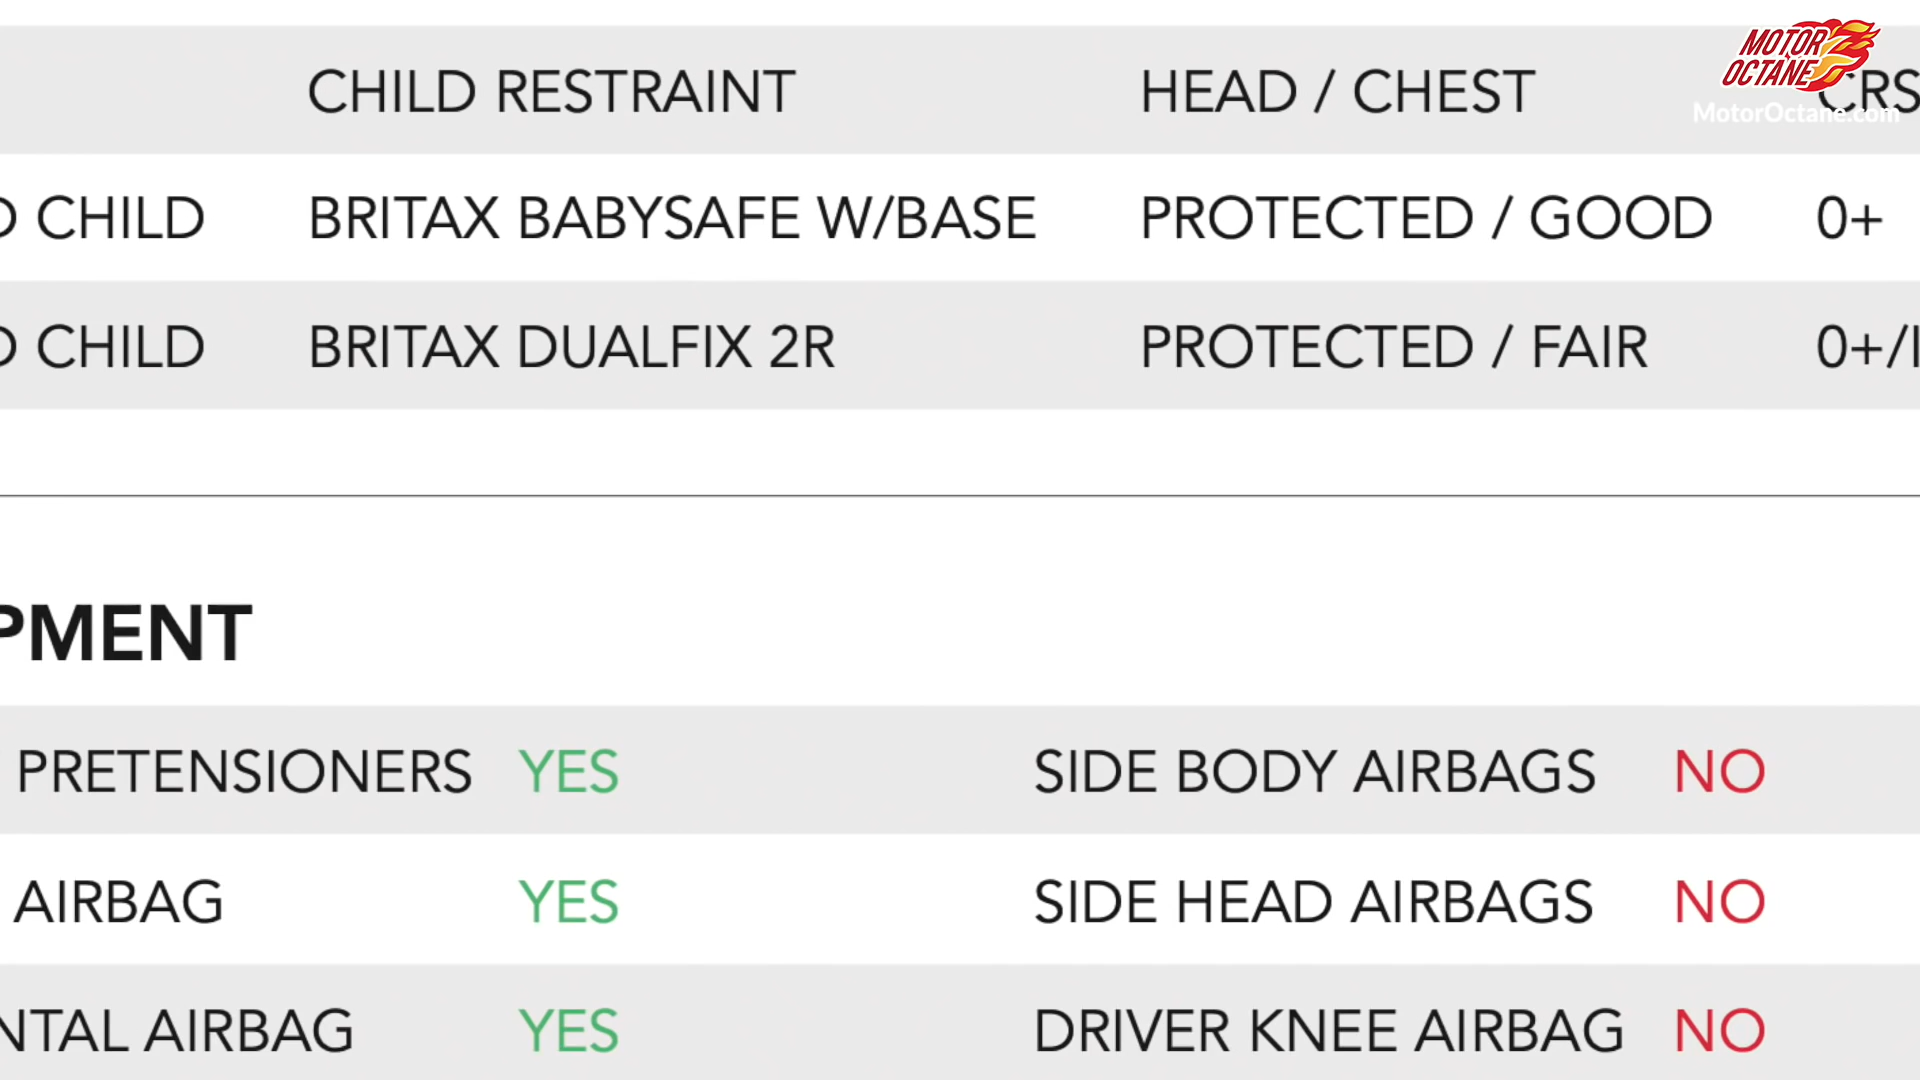 MOTOR
OCTANE
MotorOctane.com
CHILD RESTRAINT HEAD / CHEST CRS
CHILD BRITAX BABYSAFE W/BASE PROTECTED / GOOD 0+
CHILD BRITAX DUALFIX 2R PROTECTED / FAIR 0+/I
PMENT
PRETENSIONERS YES SIDE BODY AIRBAGS NO
AIRBAG YES SIDE HEAD AIRBAGS NO
NTAL AIRBAG YES DRIVER KNEE AIRBAG NO